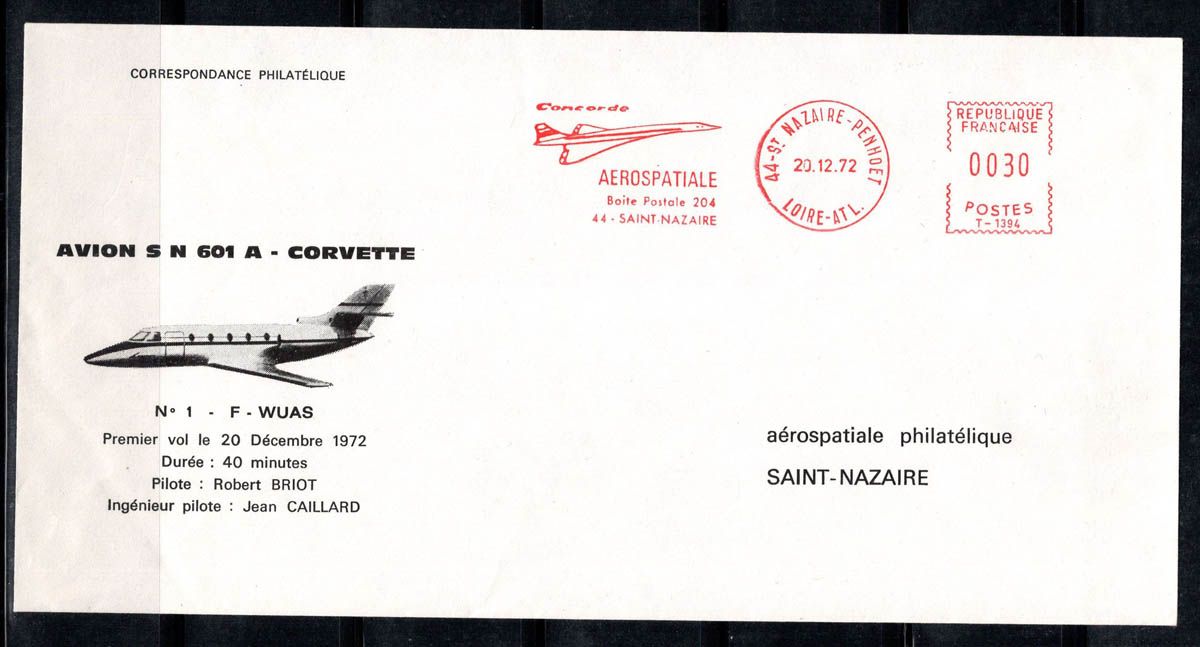 CORRESPONDANCE PHILATÉLIQUE
Concorde
AEROSPATIALE
Boite Postale 204
44 - SAINT-NAZAIRE
44-ST NAZAIRE-PENHOET
20.12.72
LOIRE-ATL.
REPUBLIQUE
FRANCAISE
0030
POSTES
T-1394
AVION S N 601 A - CORVETTE
N° 1 - F - WUAS
Premier vol le 20 Décembre 1972
Durée : 40 minutes
Pilote : Robert BRIOT
Ingénieur pilote : Jean CAILLARD
aérospatiale philatélique
SAINT-NAZAIRE